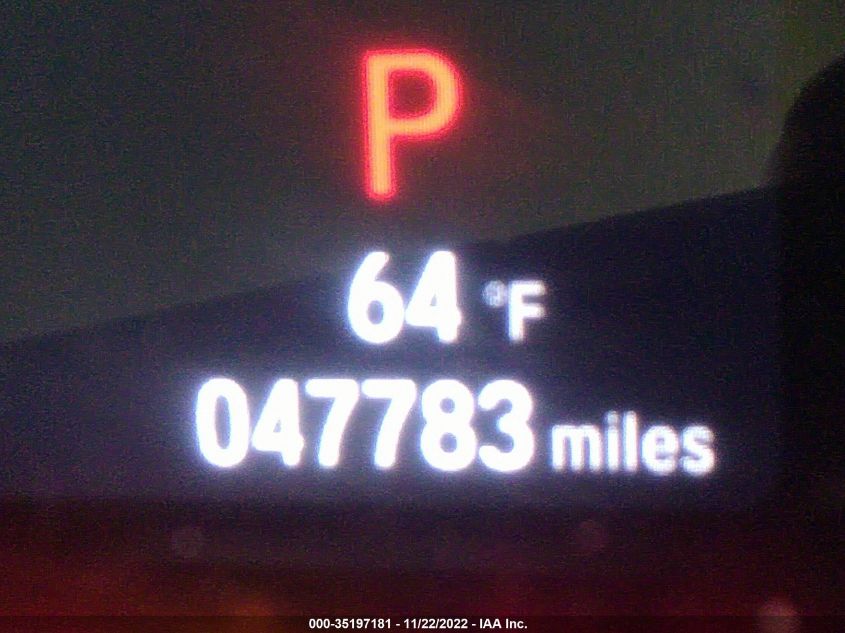 P
64 °F
047783 miles
000-35197181 - 11/22/2022 - IAA Inc.